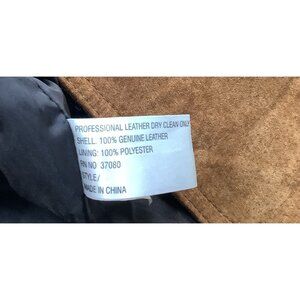 PROFESSIONAL LEATHER DRY CLEAN ONLY
SHELL: 100% GENUINE LEATHER
LINING: 100% POLYESTER
RN NO 37080
STYLE/
MADE IN CHINA